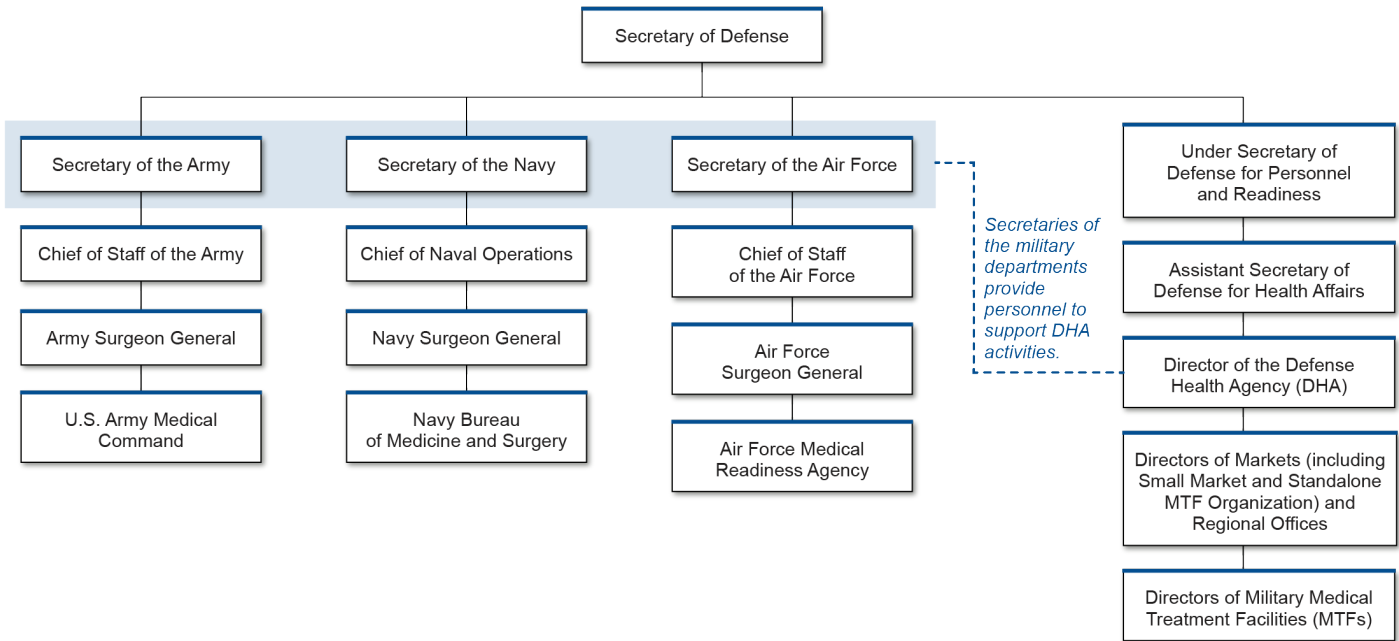 Secretary of Defense
Secretary of the Army
Secretary of the Navy
Secretary of the Air Force
Under Secretary of
Defense for Personnel
and Readiness
Chief of Staff of the Army
Chief of Naval Operations
Chief of Staff
of the Air Force
Secretaries of
the military
departments
provide
personnel to
support DHA
activities.
Assistant Secretary of
Defense for Health Affairs
Army Surgeon General
Navy Surgeon General
Air Force
Surgeon General
Director of the Defense
Health Agency (DHA)
U.S. Army Medical
Command
Navy Bureau
of Medicine and Surgery
Air Force Medical
Readiness Agency
Directors of Markets (including
Small Market and Standalone
MTF Organization) and
Regional Offices
Directors of Military Medical
Treatment Facilities (MTFs)